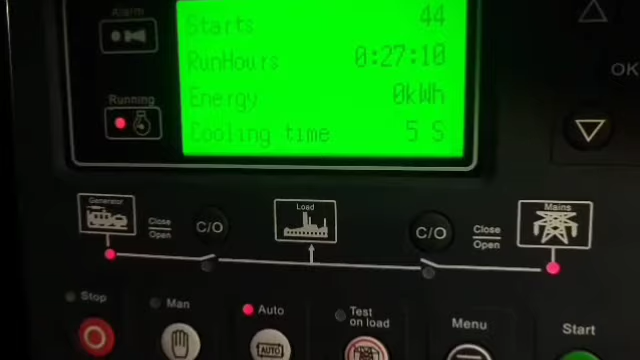 Alarm
Starts 44
RunHours 0:27:10
OK
Running
Energy 0kWh
Cooling time 5 S
Generator
Close
Open
C/O
Load
C/O
Close
Open
Mains
Stop
Man
Auto
Test
on load
Menu
Start
AUTO